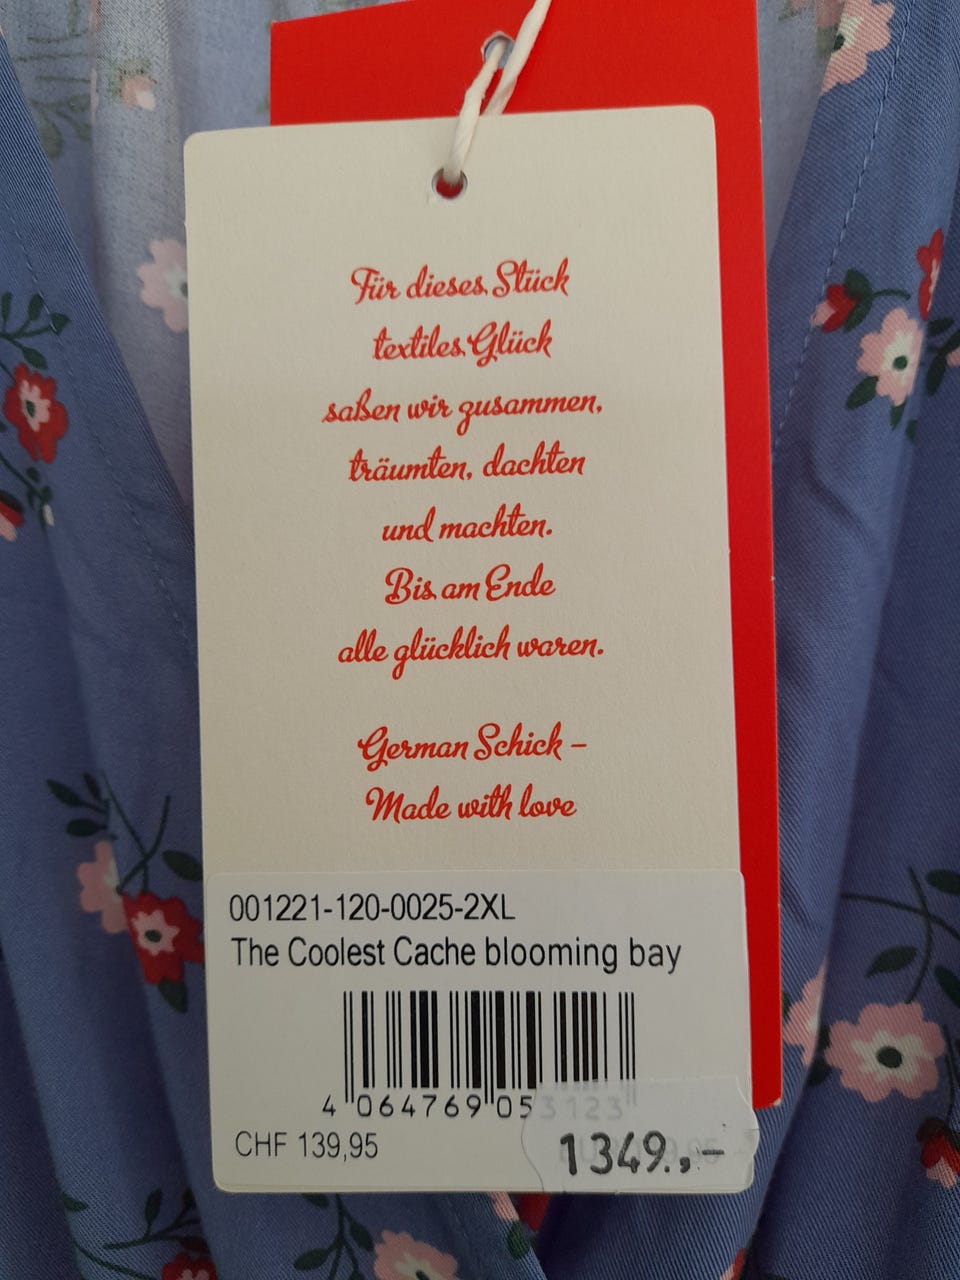 Für dieses Stück
textiles Glück
saßen wir zusammen,
träumten, dachten
und machten.
Bis am Ende
alle glücklich waren.
German Schick –
Made with love
001221-120-0025-2XL
The Coolest Cache blooming bay
4 064769 053123
CHF 139,95
1349.,-